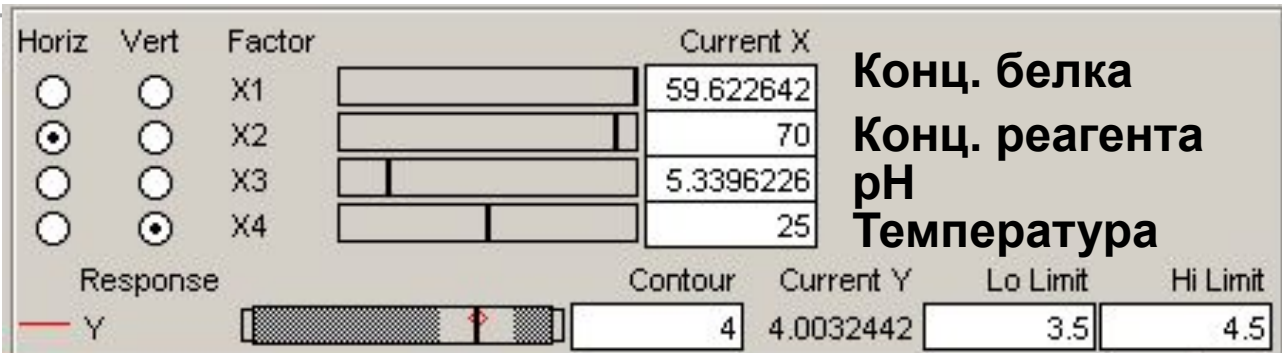 Horiz Vert Factor Current X
X1 59.622642 Конц. белка
X2 70 Конц. реагента
X3 5.3396226 pH
X4 25 Температура
Response Contour Current Y Lo Limit Hi Limit
Y 4 4.0032442 3.5 4.5